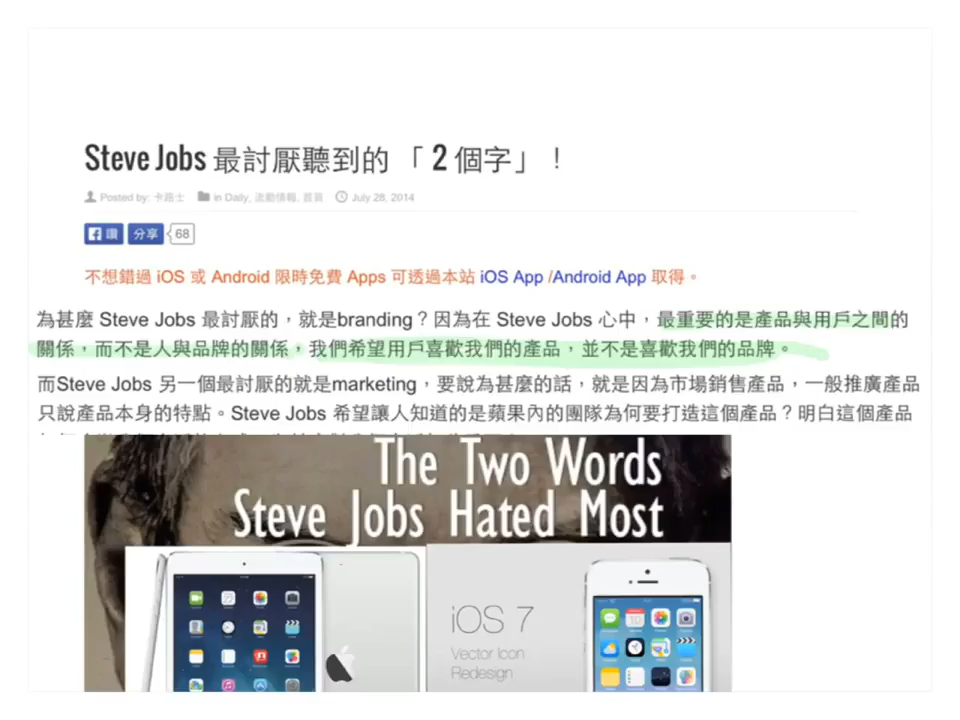 Steve Jobs 最討厭聽到的 「 2 個字」 !
Posted by: 卡路士 in Daily, 流動情報, 首頁 July 28, 2014
讚 分享 68
不想錯過 iOS 或 Android 限時免費 Apps 可透過本站 iOS App /Android App 取得。
為甚麼 Steve Jobs 最討厭的，就是branding？因為在 Steve Jobs 心中，最重要的是產品與用戶之間的
關係，而不是人與品牌的關係，我們希望用戶喜歡我們的產品，並不是喜歡我們的品牌。
而Steve Jobs 另一個最討厭的就是marketing，要說為甚麼的話，就是因為市場銷售產品，一般推廣產品
只說產品本身的特點。Steve Jobs 希望讓人知道的是蘋果內的團隊為何要打造這個產品？明白這個產品
The Two Words
Steve Jobs Hated Most
iOS 7
Vector Icon
Redesign